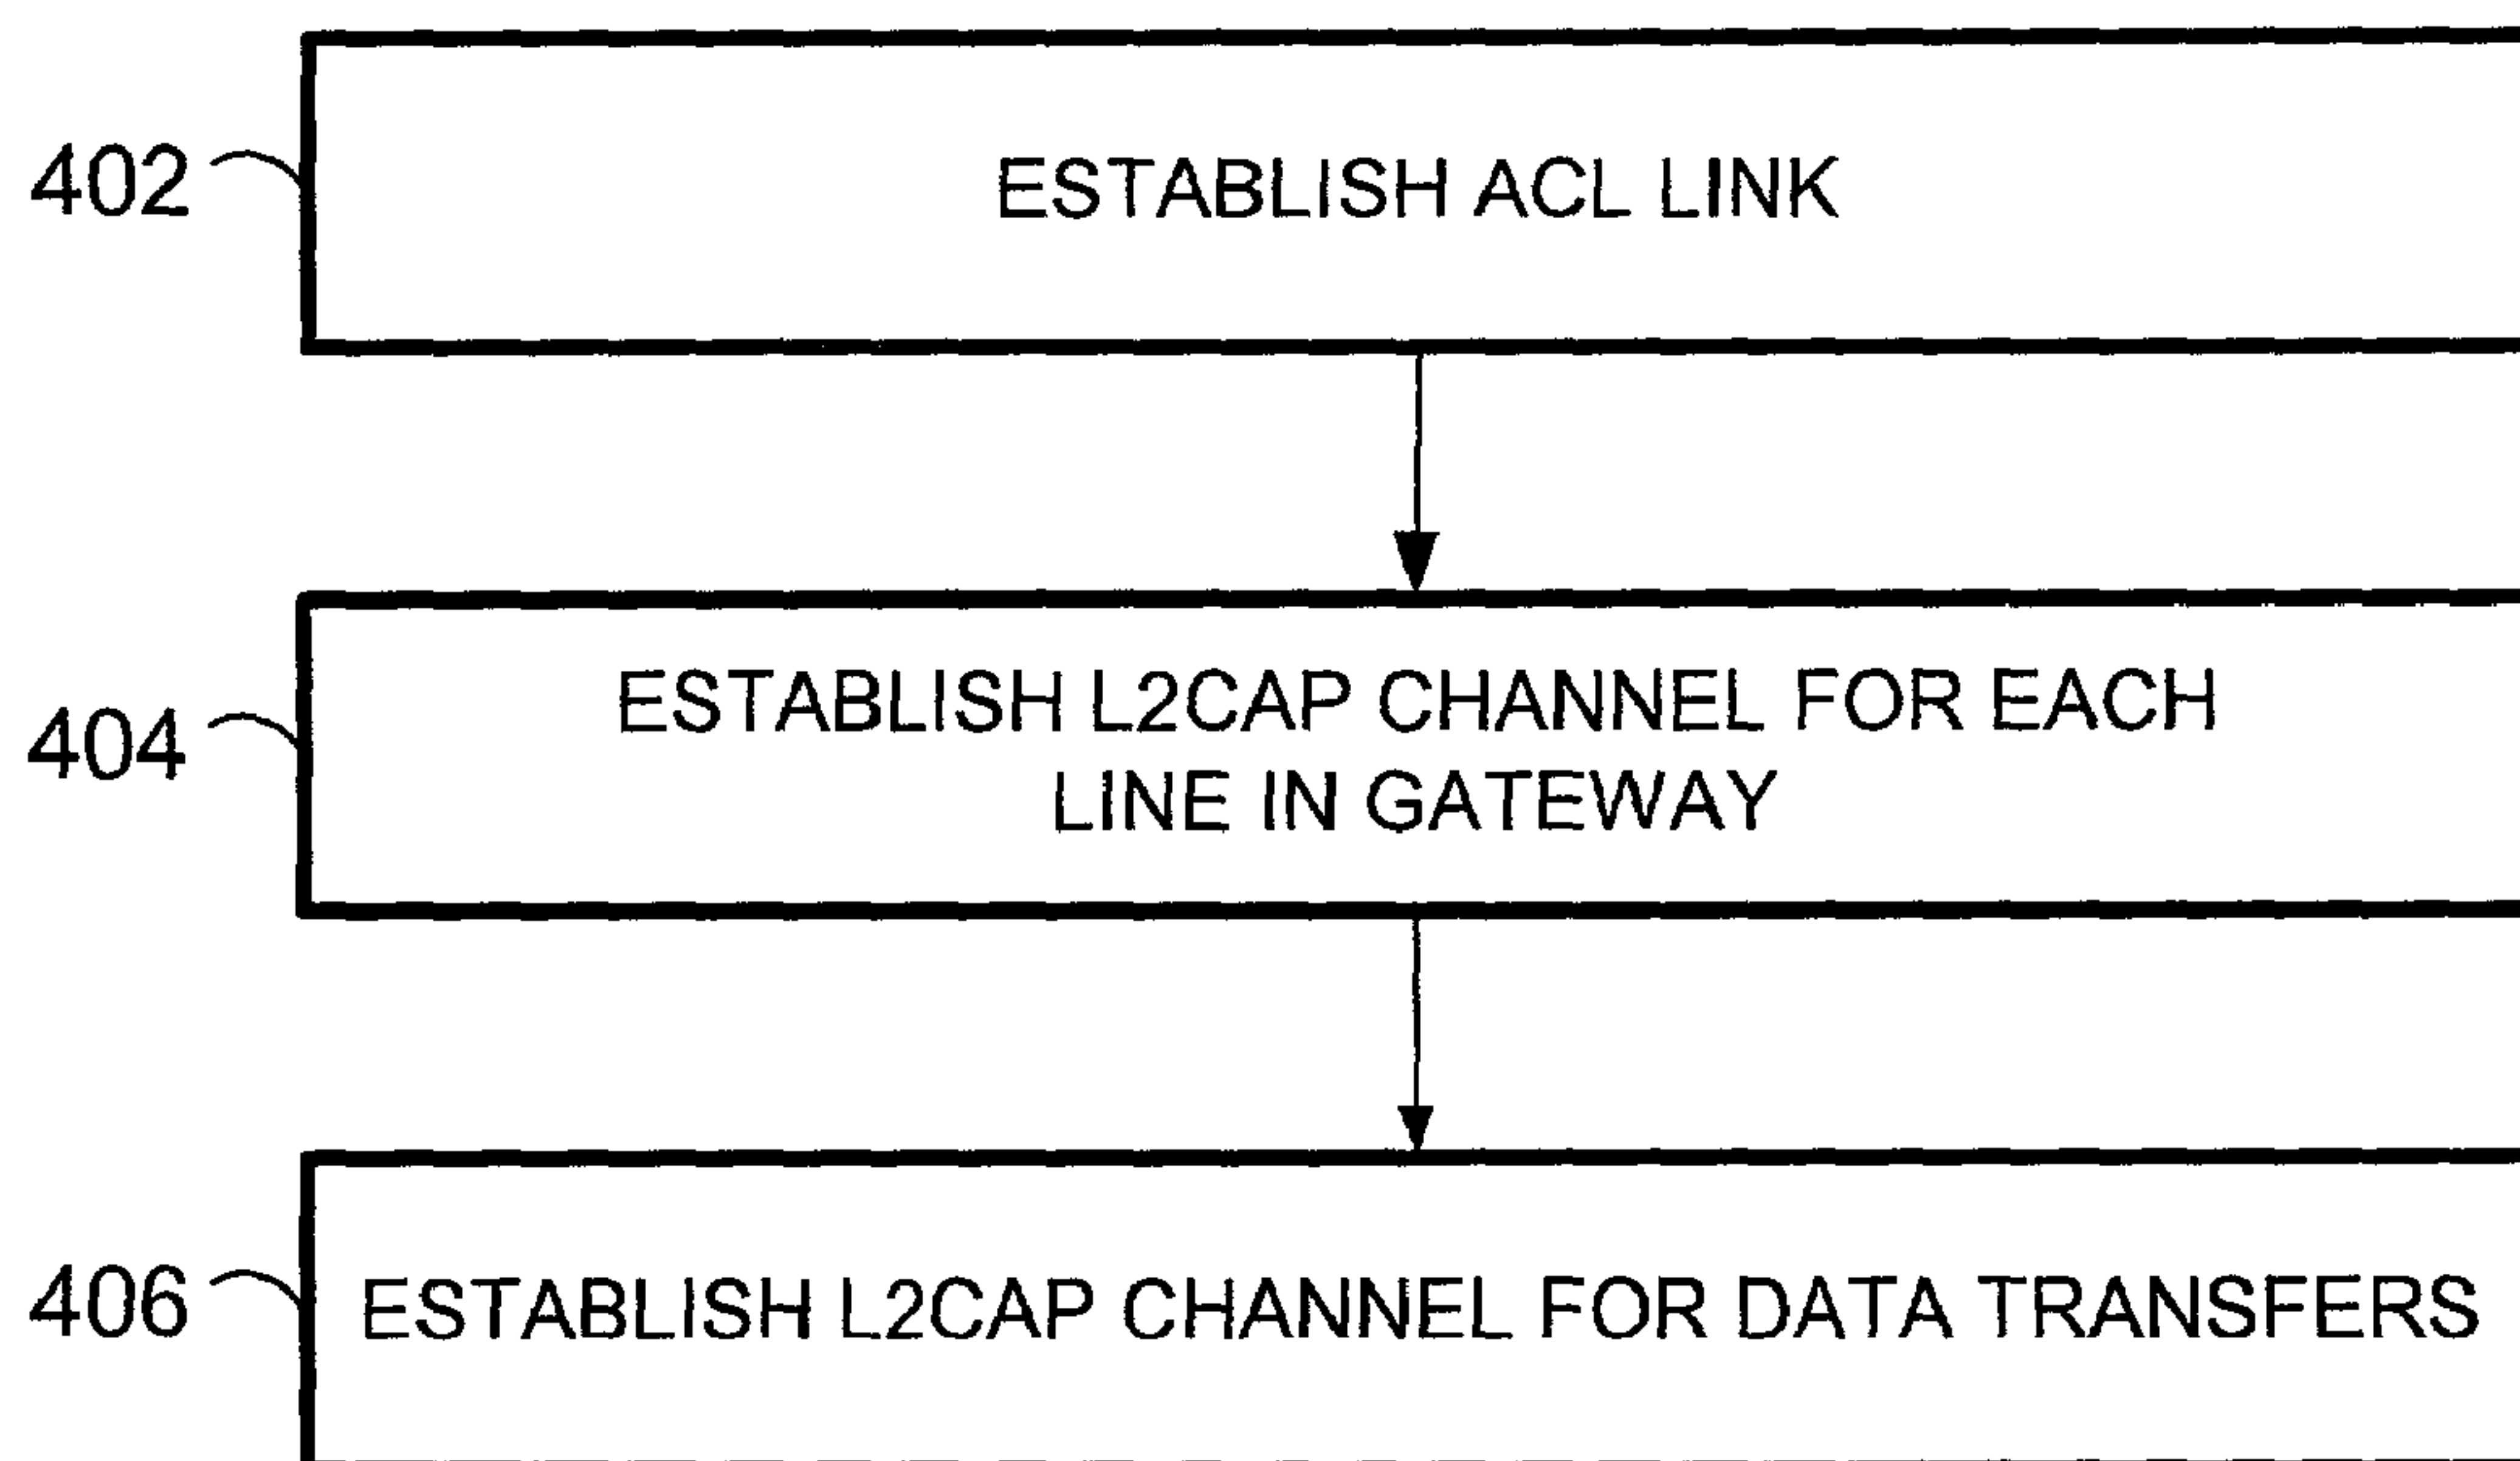 402
ESTABLISH ACL LINK
404
ESTABLISH L2CAP CHANNEL FOR EACH
LINE IN GATEWAY
406
ESTABLISH L2CAP CHANNEL FOR DATA TRANSFERS